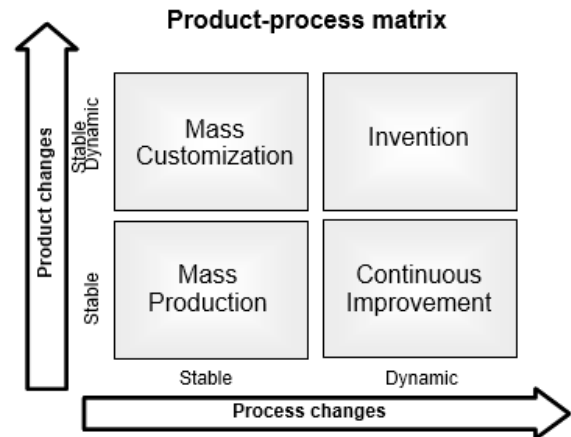 Product-process matrix
Product changes
Stable
Dynamic
Mass
Customization
Invention
Stable
Mass
Production
Continuous
Improvement
Stable
Dynamic
Process changes